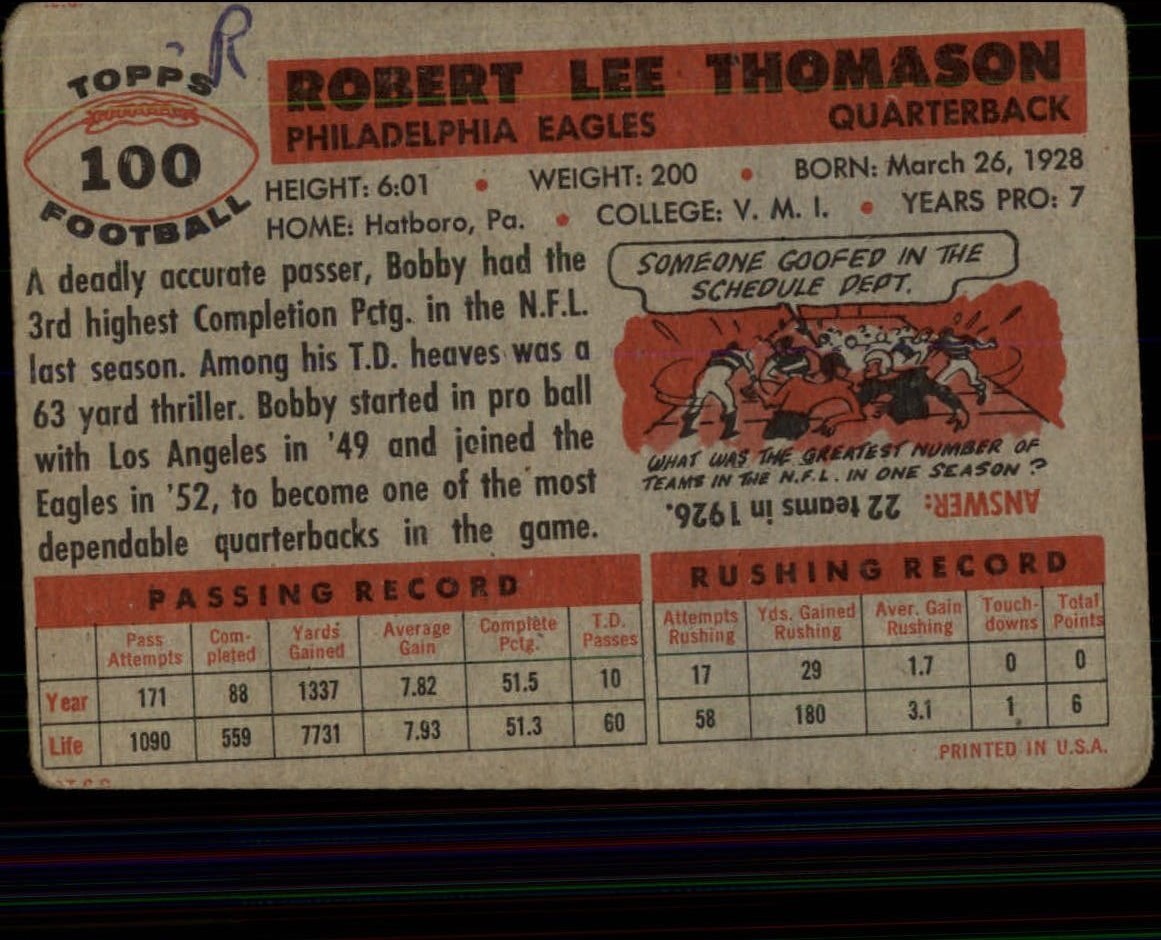 R
TOPPS
100
FOOTBALL
ROBERT LEE THOMASON
PHILADELPHIA EAGLES QUARTERBACK
HEIGHT: 6:01 • WEIGHT: 200 • BORN: March 26, 1928
HOME: Hatboro, Pa. • COLLEGE: V. M. I. • YEARS PRO: 7
A deadly accurate passer, Bobby had the
3rd highest Completion Pctg. in the N.F.L.
last season. Among his T.D. heaves was a
63 yard thriller. Bobby started in pro ball
with Los Angeles in '49 and joined the
Eagles in '52, to become one of the most
dependable quarterbacks in the game.
SOMEONE GOOFED IN THE
SCHEDULE DEPT.
WHAT WAS THE GREATEST NUMBER OF
TEAMS IN THE N.F.L. IN ONE SEASON?
ANSWER: 22 teams in 1926.
PASSING RECORD
Pass Attempts Com-pleted Yards Gained Average Gain Complete Pctg. T.D. Passes
Year 171 88 1337 7.82 51.5 10
Life 1090 559 7731 7.93 51.3 60
RUSHING RECORD
Attempts Rushing Yds. Gained Rushing Aver. Gain Rushing Touch-downs Total Points
17 29 1.7 0 0
58 180 3.1 1 6
PRINTED IN U.S.A.